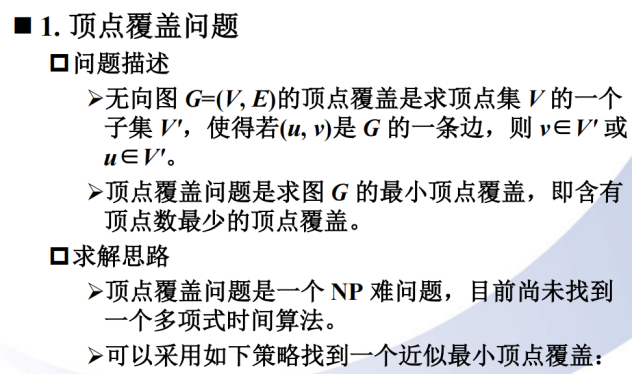 ■ 1. 顶点覆盖问题
□问题描述
➢无向图 G=(V, E)的顶点覆盖是求顶点集 V 的一个
子集 V′，使得若(u, v)是 G 的一条边，则 v∈V′ 或
u∈V′。
➢顶点覆盖问题是求图 G 的最小顶点覆盖，即含有
顶点数最少的顶点覆盖。
□求解思路
➢顶点覆盖问题是一个 NP 难问题，目前尚未找到
一个多项式时间算法。
➢可以采用如下策略找到一个近似最小顶点覆盖：